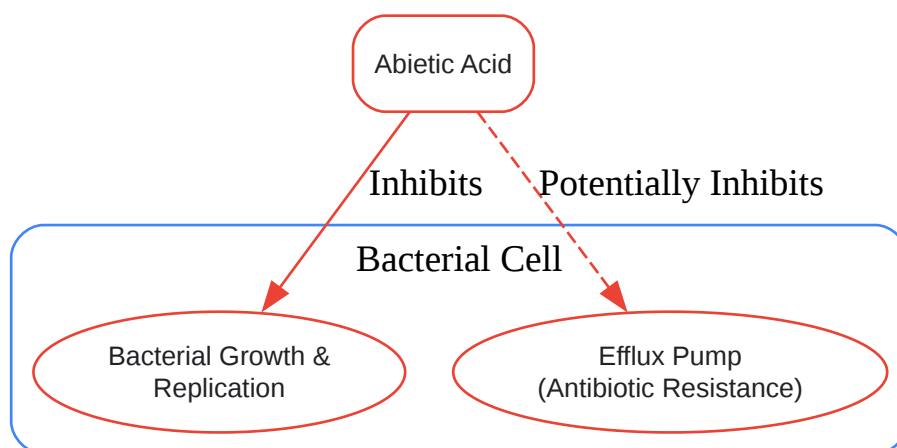 Abietic Acid
Inhibits
Potentially Inhibits
Bacterial Cell
Bacterial Growth &
Replication
Efflux Pump
(Antibiotic Resistance)